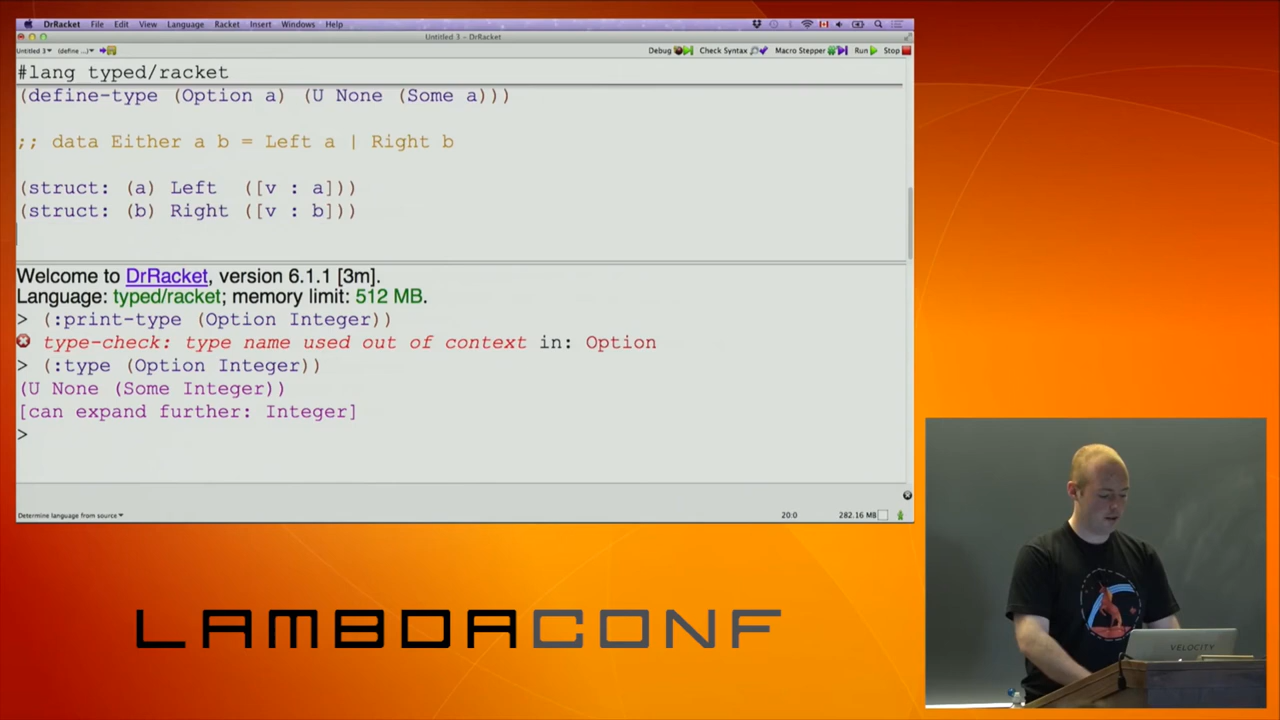 DrRacket File Edit View Language Racket Insert Windows Help
Untitled 3 - DrRacket
Untitled 3 (define ...) Debug Check Syntax Macro Stepper Run Stop
#lang typed/racket
(define-type (Option a) (U None (Some a)))
;; data Either a b = Left a | Right b
(struct: (a) Left ([v : a]))
(struct: (b) Right ([v : b]))
Welcome to DrRacket, version 6.1.1 [3m].
Language: typed/racket; memory limit: 512 MB.
> (:print-type (Option Integer))
type-check: type name used out of context in: Option
> (:type (Option Integer))
(U None (Some Integer))
[can expand further: Integer]
>
Determine language from source 20:0 282.16 MB
VELOCITY
LAMBDACONF